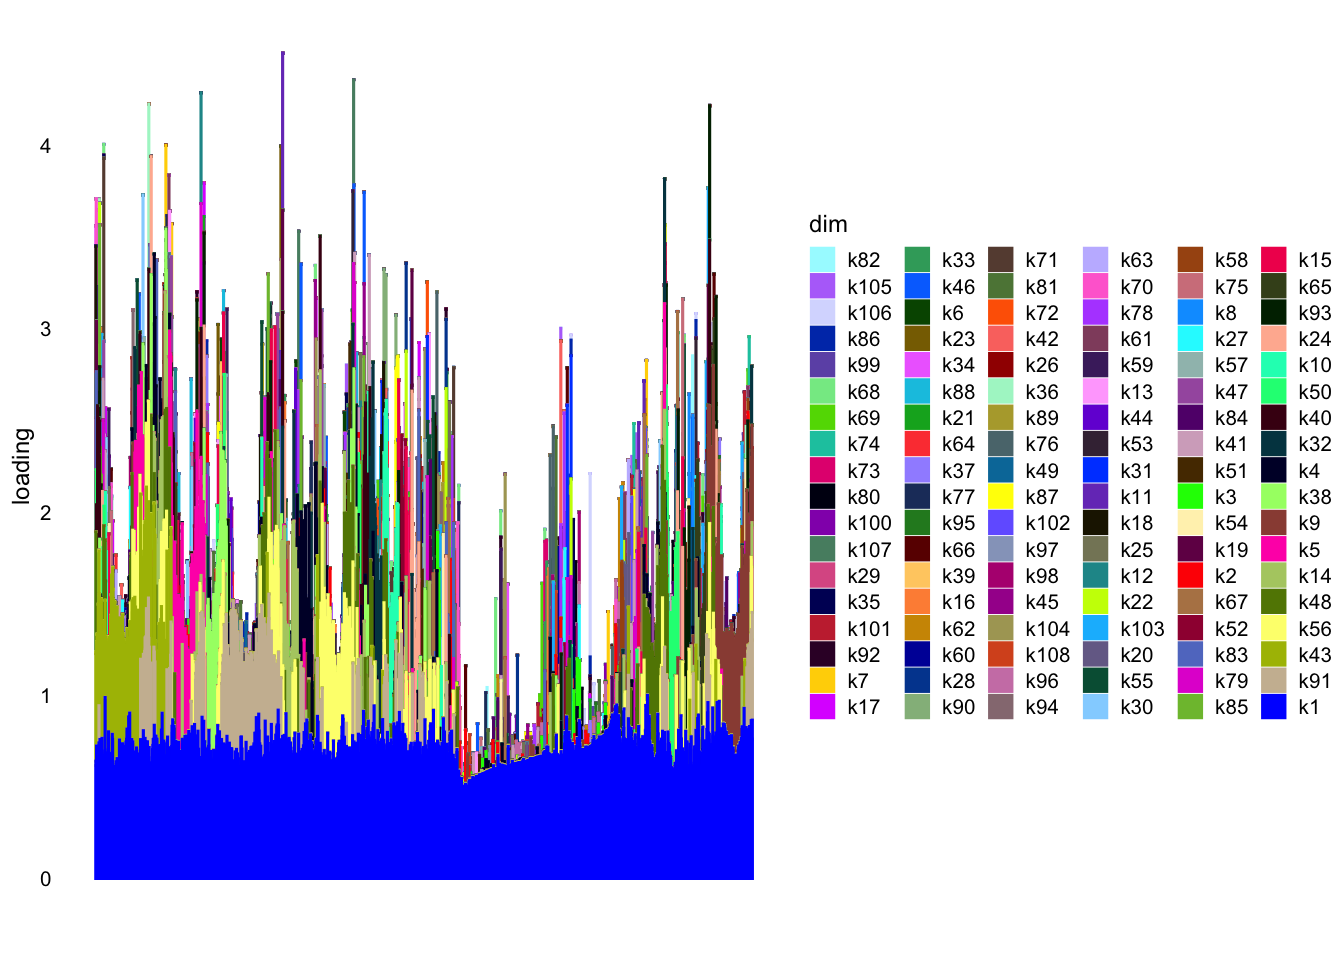 dim
k82 k33 k71 k63 k58 k15
k105 k46 k81 k70 k75 k65
k106 k6 k72 k78 k8 k93
k86 k23 k42 k61 k27 k24
k99 k34 k26 k59 k57 k10
k68 k88 k36 k13 k47 k50
k69 k21 k89 k44 k84 k40
k74 k64 k76 k53 k41 k32
k73 k37 k49 k31 k51 k4
k80 k77 k87 k11 k3 k38
k100 k95 k102 k18 k54 k9
k107 k66 k97 k25 k19 k5
k29 k39 k98 k12 k2 k14
k35 k16 k45 k22 k67 k48
k101 k62 k104 k103 k52 k56
k92 k60 k108 k20 k83 k43
k7 k28 k96 k55 k79 k91
k17 k90 k94 k30 k85 k1
loading
4
3
2
1
0